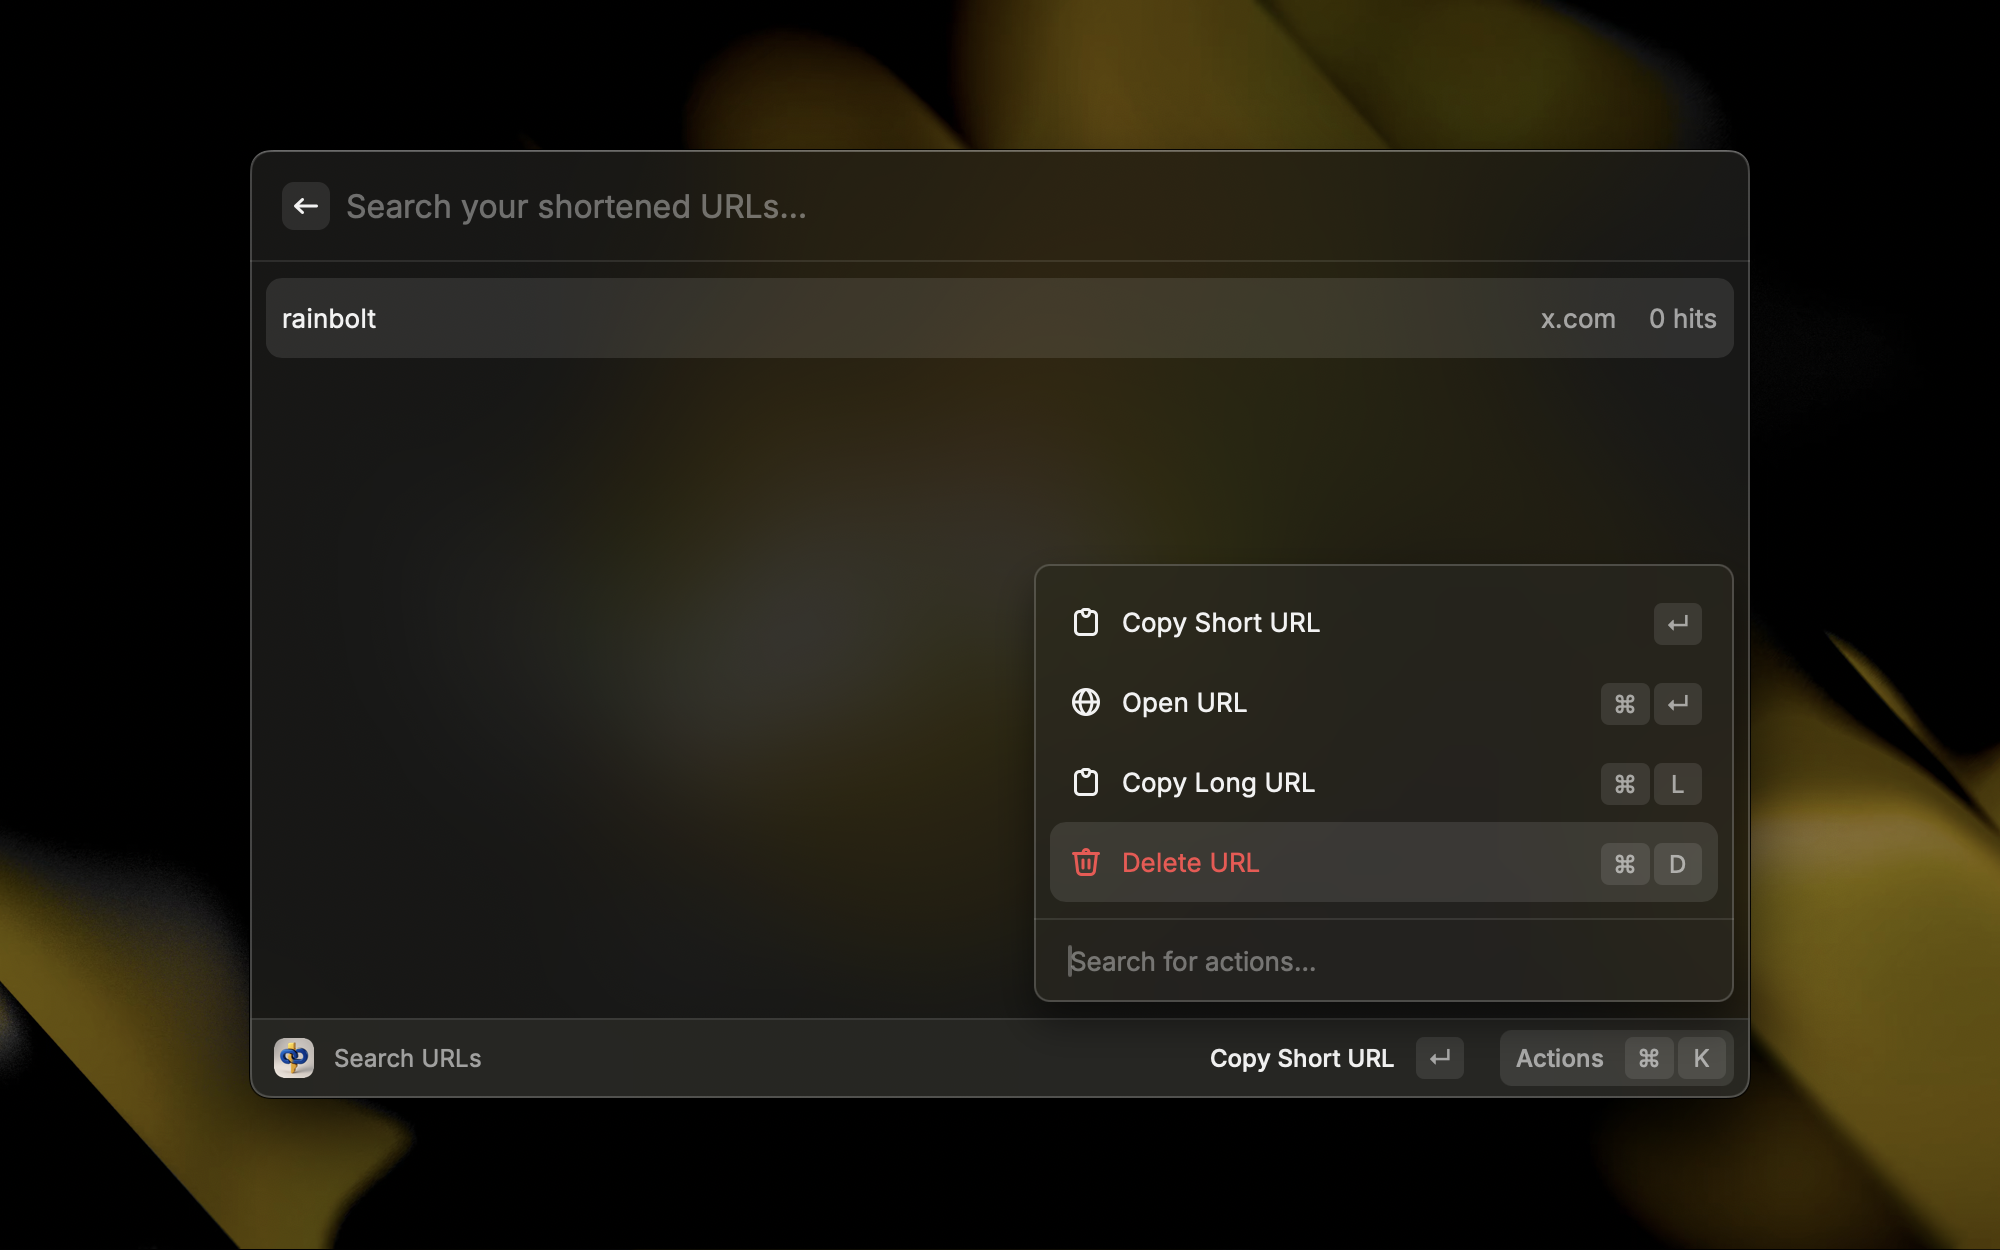 Search your shortened URLs...
rainbolt x.com 0 hits
Copy Short URL ↵
Open URL ⌘ ↵
Copy Long URL ⌘ L
Delete URL ⌘ D
Search for actions...
Search URLs Copy Short URL ↵ Actions ⌘ K